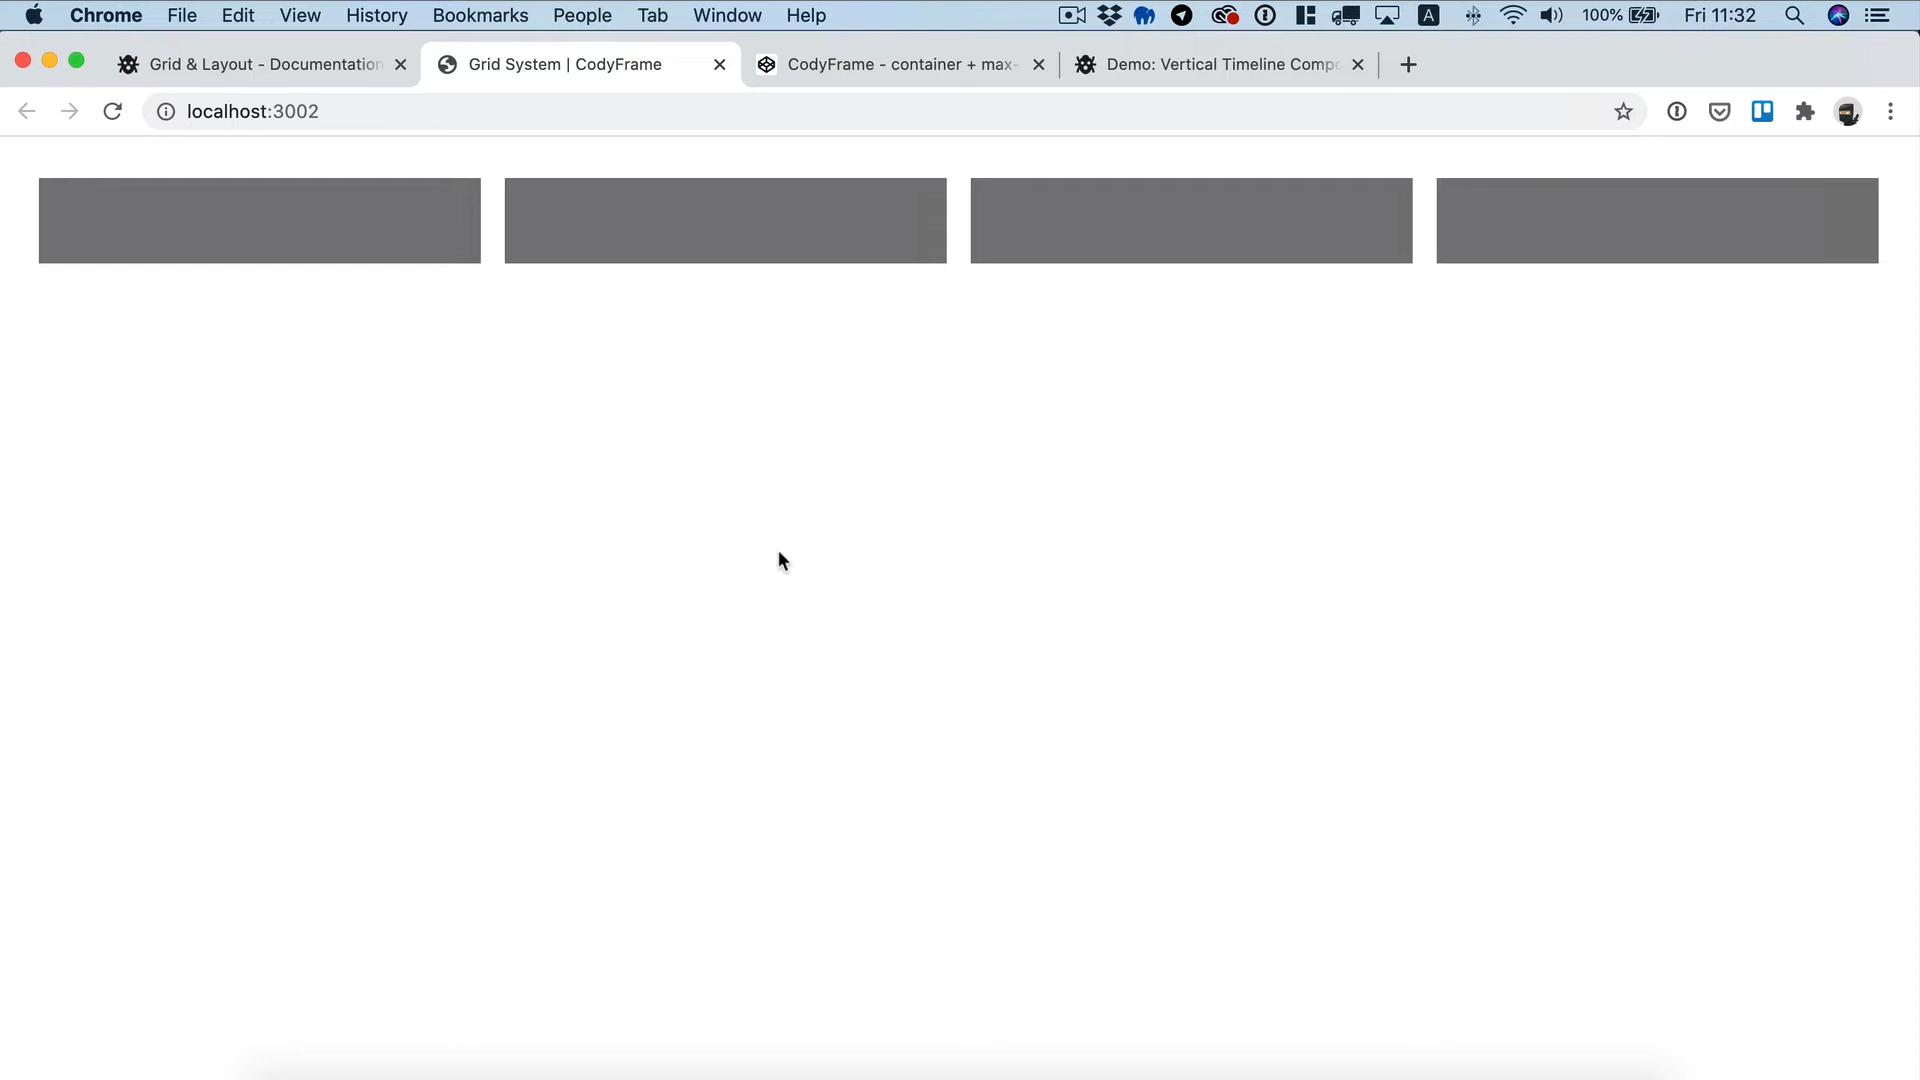 Chrome File Edit View History Bookmarks People Tab Window Help A 100% Fri 11:32
Grid & Layout - Documentation Grid System | CodyFrame CodyFrame - container + max- Demo: Vertical Timeline Compo
localhost:3002